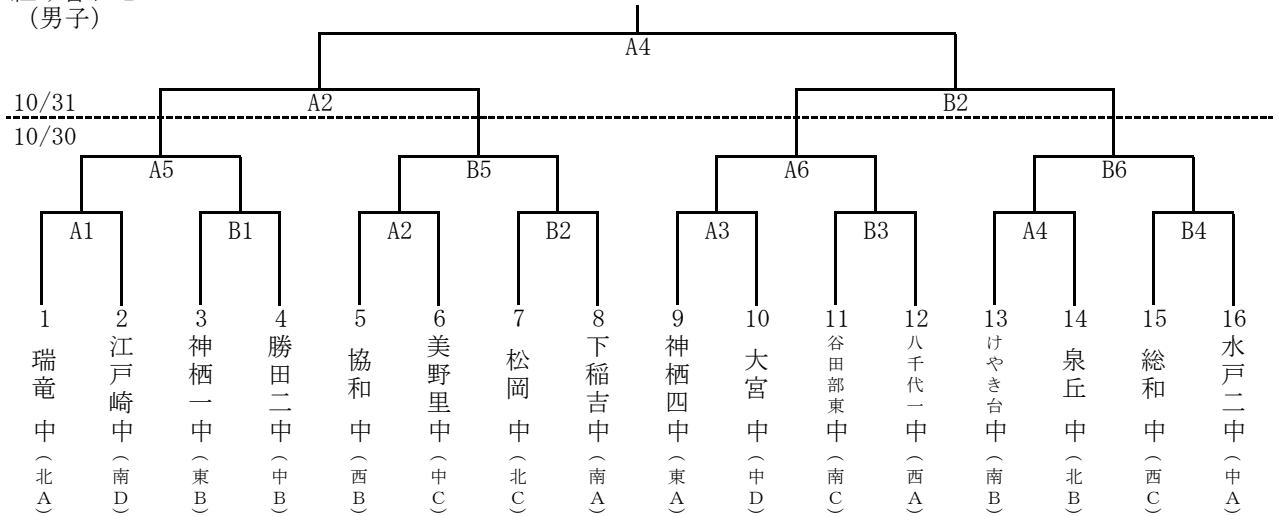 (男子)
A4
10/31
A2 B2
10/30
A5 B5 A6 B6
A1 B1 A2 B2 A3 B3 A4 B4
1 2 3 4 5 6 7 8 9 10 11 12 13 14 15 16
瑞竜中(北A)
江戸崎中(南D)
神栖一中(東B)
勝田二中(中B)
協和中(西B)
美野里中(中C)
松岡中(北C)
下稲吉中(南A)
神栖四中(東A)
大宮中(中D)
谷田部東中(南C)
八千代一中(西A)
けやき台中(南B)
泉丘中(北B)
総和中(西C)
水戸二中(中A)